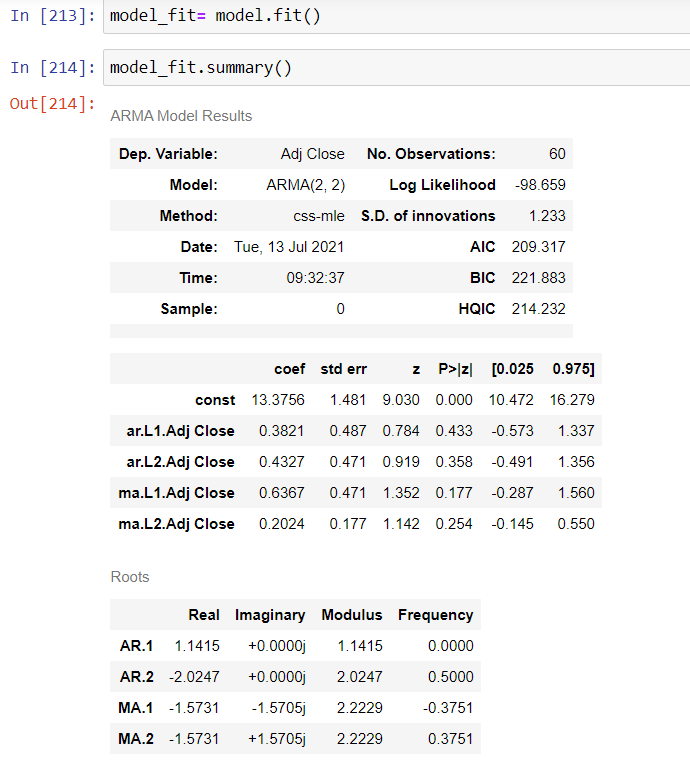 In [213]: model_fit= model.fit()
In [214]: model_fit.summary()
Out[214]:
ARMA Model Results
Dep. Variable: Adj Close No. Observations: 60
Model: ARMA(2, 2) Log Likelihood -98.659
Method: css-mle S.D. of innovations 1.233
Date: Tue, 13 Jul 2021 AIC 209.317
Time: 09:32:37 BIC 221.883
Sample: 0 HQIC 214.232
coef std err z P>|z| [0.025 0.975]
const 13.3756 1.481 9.030 0.000 10.472 16.279
ar.L1.Adj Close 0.3821 0.487 0.784 0.433 -0.573 1.337
ar.L2.Adj Close 0.4327 0.471 0.919 0.358 -0.491 1.356
ma.L1.Adj Close 0.6367 0.471 1.352 0.177 -0.287 1.560
ma.L2.Adj Close 0.2024 0.177 1.142 0.254 -0.145 0.550
Roots
Real Imaginary Modulus Frequency
AR.1 1.1415 +0.0000j 1.1415 0.0000
AR.2 -2.0247 +0.0000j 2.0247 0.5000
MA.1 -1.5731 -1.5705j 2.2229 -0.3751
MA.2 -1.5731 +1.5705j 2.2229 0.3751